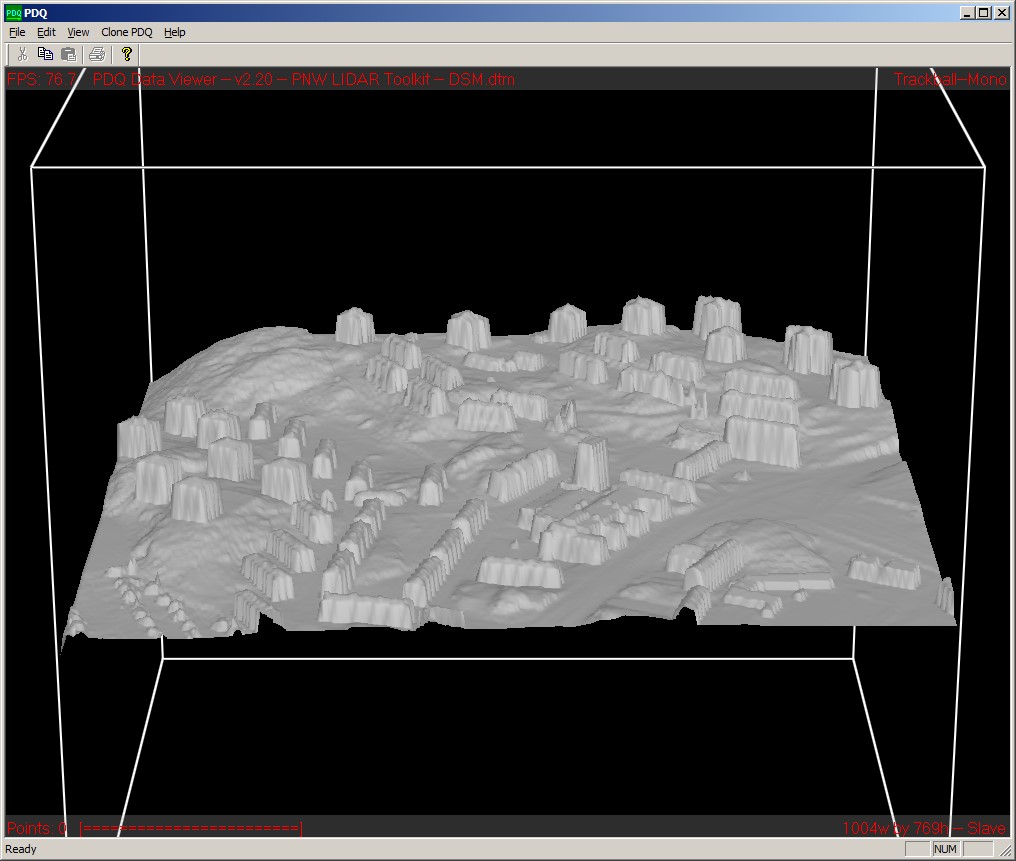 PDQ PDQ
File Edit View Clone PDQ Help
FPS: 76.7 PDQ Data Viewer – v2.20 – PNW LIDAR Toolkit – DSM.dtm Trackball–Mono
Points: 0 [========================] 1004w by 769h – Slave
Ready NUM